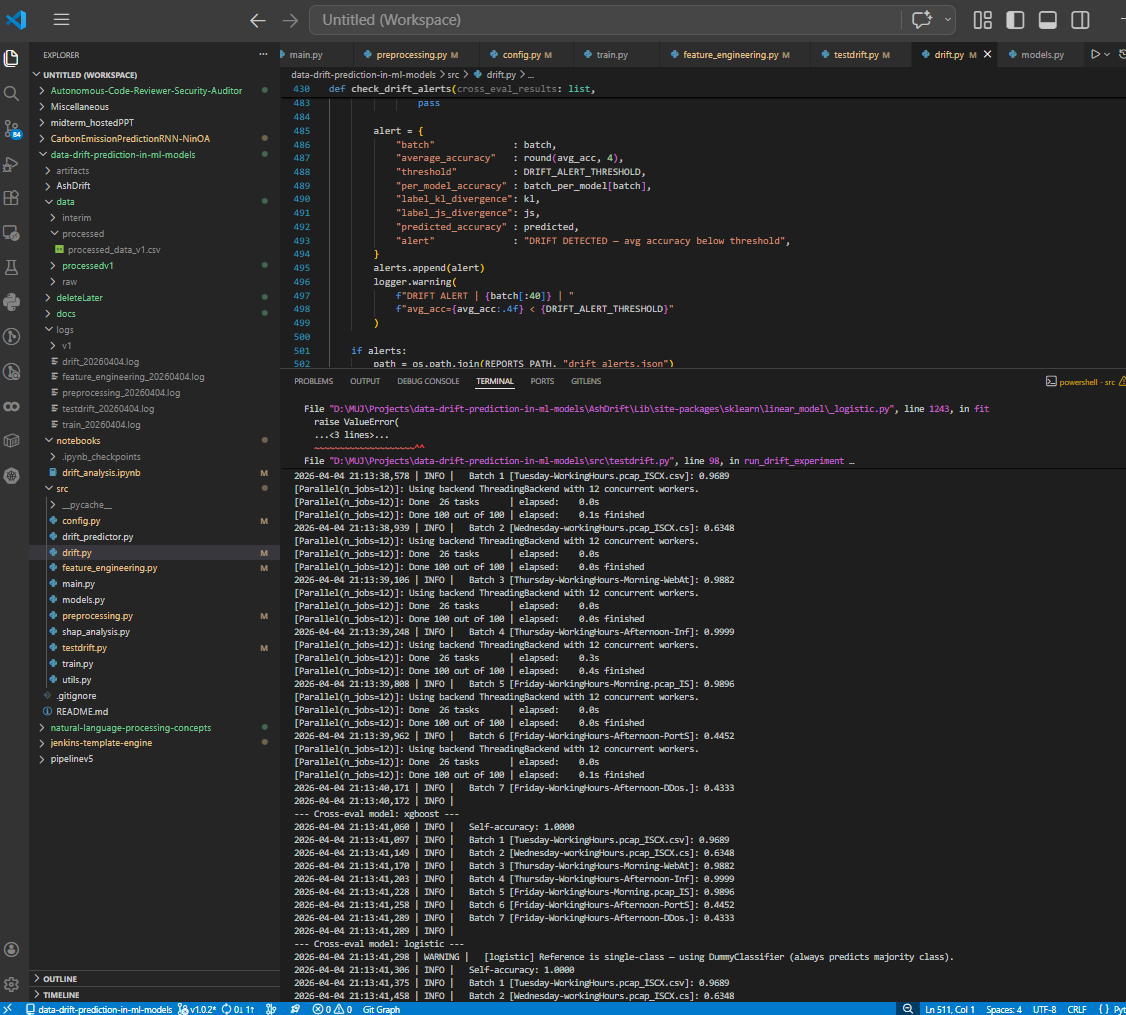 Untitled (Workspace)
EXPLORER
UNTITLED (WORKSPACE)
Autonomous-Code-Reviewer-Security-Auditor
Miscellaneous
midterm_hostedPPT
CarbonEmissionPredictionRNN-NinOA
data-drift-prediction-in-ml-models
artifacts
AshDrift
data
interim
processed
processed_data_v1.csv
processedv1
raw
deleteLater
docs
logs
v1
drift_20260404.log
feature_engineering_20260404.log
preprocessing_20260404.log
testdrift_20260404.log
train_20260404.log
notebooks
.ipynb_checkpoints
drift_analysis.ipynb M
src
__pycache__
config.py M
drift_predictor.py
drift.py M
feature_engineering.py M
main.py
models.py
preprocessing.py M
shap_analysis.py
testdrift.py M
train.py
utils.py
.gitignore
README.md
natural-language-processing-concepts
jenkins-template-engine
pipelinev5
OUTLINE
TIMELINE
84
main.py preprocessing.py M config.py M train.py feature_engineering.py M testdrift.py M drift.py M models.py
data-drift-prediction-in-ml-models > src > drift.py > ...
430 def check_drift_alerts(cross_eval_results: list,
483 pass
484
485 alert = {
486 "batch" : batch,
487 "average_accuracy" : round(avg_acc, 4),
488 "threshold" : DRIFT_ALERT_THRESHOLD,
489 "per_model_accuracy" : batch_per_model[batch],
490 "label_kl_divergence": kl,
491 "label_js_divergence": js,
492 "predicted_accuracy" : predicted,
493 "alert" : "DRIFT DETECTED — avg accuracy below threshold",
494 }
495 alerts.append(alert)
496 logger.warning(
497 f"DRIFT ALERT | {batch[:40]} | "
498 f"avg_acc={avg_acc:.4f} < {DRIFT_ALERT_THRESHOLD}"
499 )
500
501 if alerts:
502 path = os.path.join(REPORTS_PATH, "drift_alerts.json")
PROBLEMS OUTPUT DEBUG CONSOLE TERMINAL PORTS GITLENS
powershell - src
File "D:\MUJ\Projects\data-drift-prediction-in-ml-models\AshDrift\Lib\site-packages\sklearn\linear_model\_logistic.py", line 1243, in fit
raise ValueError(
...<3 lines>...
~~~~~~~~~~~~~~~~~~~~^^
File "D:\MUJ\Projects\data-drift-prediction-in-ml-models\src\testdrift.py", line 98, in run_drift_experiment …
2026-04-04 21:13:38,578 | INFO | Batch 1 [Tuesday-WorkingHours.pcap_ISCX.csv]: 0.9689
[Parallel(n_jobs=12)]: Using backend ThreadingBackend with 12 concurrent workers.
[Parallel(n_jobs=12)]: Done 26 tasks | elapsed: 0.0s
[Parallel(n_jobs=12)]: Done 100 out of 100 | elapsed: 0.1s finished
2026-04-04 21:13:38,939 | INFO | Batch 2 [Wednesday-workingHours.pcap_ISCX.cs]: 0.6348
[Parallel(n_jobs=12)]: Using backend ThreadingBackend with 12 concurrent workers.
[Parallel(n_jobs=12)]: Done 26 tasks | elapsed: 0.0s
[Parallel(n_jobs=12)]: Done 100 out of 100 | elapsed: 0.0s finished
2026-04-04 21:13:39,106 | INFO | Batch 3 [Thursday-WorkingHours-Morning-WebAt]: 0.9882
[Parallel(n_jobs=12)]: Using backend ThreadingBackend with 12 concurrent workers.
[Parallel(n_jobs=12)]: Done 26 tasks | elapsed: 0.0s
[Parallel(n_jobs=12)]: Done 100 out of 100 | elapsed: 0.0s finished
2026-04-04 21:13:39,248 | INFO | Batch 4 [Thursday-WorkingHours-Afternoon-Inf]: 0.9999
[Parallel(n_jobs=12)]: Using backend ThreadingBackend with 12 concurrent workers.
[Parallel(n_jobs=12)]: Done 26 tasks | elapsed: 0.3s
[Parallel(n_jobs=12)]: Done 100 out of 100 | elapsed: 0.4s finished
2026-04-04 21:13:39,808 | INFO | Batch 5 [Friday-WorkingHours-Morning.pcap_IS]: 0.9896
[Parallel(n_jobs=12)]: Using backend ThreadingBackend with 12 concurrent workers.
[Parallel(n_jobs=12)]: Done 26 tasks | elapsed: 0.0s
[Parallel(n_jobs=12)]: Done 100 out of 100 | elapsed: 0.0s finished
2026-04-04 21:13:39,962 | INFO | Batch 6 [Friday-WorkingHours-Afternoon-PortS]: 0.4452
[Parallel(n_jobs=12)]: Using backend ThreadingBackend with 12 concurrent workers.
[Parallel(n_jobs=12)]: Done 26 tasks | elapsed: 0.0s
[Parallel(n_jobs=12)]: Done 100 out of 100 | elapsed: 0.1s finished
2026-04-04 21:13:40,171 | INFO | Batch 7 [Friday-WorkingHours-Afternoon-DDos.]: 0.4333
2026-04-04 21:13:40,172 | INFO |
--- Cross-eval model: xgboost ---
2026-04-04 21:13:41,060 | INFO | Self-accuracy: 1.0000
2026-04-04 21:13:41,097 | INFO | Batch 1 [Tuesday-WorkingHours.pcap_ISCX.csv]: 0.9689
2026-04-04 21:13:41,149 | INFO | Batch 2 [Wednesday-workingHours.pcap_ISCX.cs]: 0.6348
2026-04-04 21:13:41,170 | INFO | Batch 3 [Thursday-WorkingHours-Morning-WebAt]: 0.9882
2026-04-04 21:13:41,203 | INFO | Batch 4 [Thursday-WorkingHours-Afternoon-Inf]: 0.9999
2026-04-04 21:13:41,228 | INFO | Batch 5 [Friday-WorkingHours-Morning.pcap_IS]: 0.9896
2026-04-04 21:13:41,258 | INFO | Batch 6 [Friday-WorkingHours-Afternoon-PortS]: 0.4452
2026-04-04 21:13:41,289 | INFO | Batch 7 [Friday-WorkingHours-Afternoon-DDos.]: 0.4333
2026-04-04 21:13:41,289 | INFO |
--- Cross-eval model: logistic ---
2026-04-04 21:13:41,298 | WARNING | [logistic] Reference is single-class — using DummyClassifier (always predicts majority class).
2026-04-04 21:13:41,306 | INFO | Self-accuracy: 1.0000
2026-04-04 21:13:41,375 | INFO | Batch 1 [Tuesday-WorkingHours.pcap_ISCX.csv]: 0.9689
2026-04-04 21:13:41,458 | INFO | Batch 2 [Wednesday-workingHours.pcap_ISCX.cs]: 0.6348
data-drift-prediction-in-ml-models v1.0.2* 0↓ 1↑ 0 0 Git Graph Ln 511, Col 1 Spaces: 4 UTF-8 CRLF { } Pyt